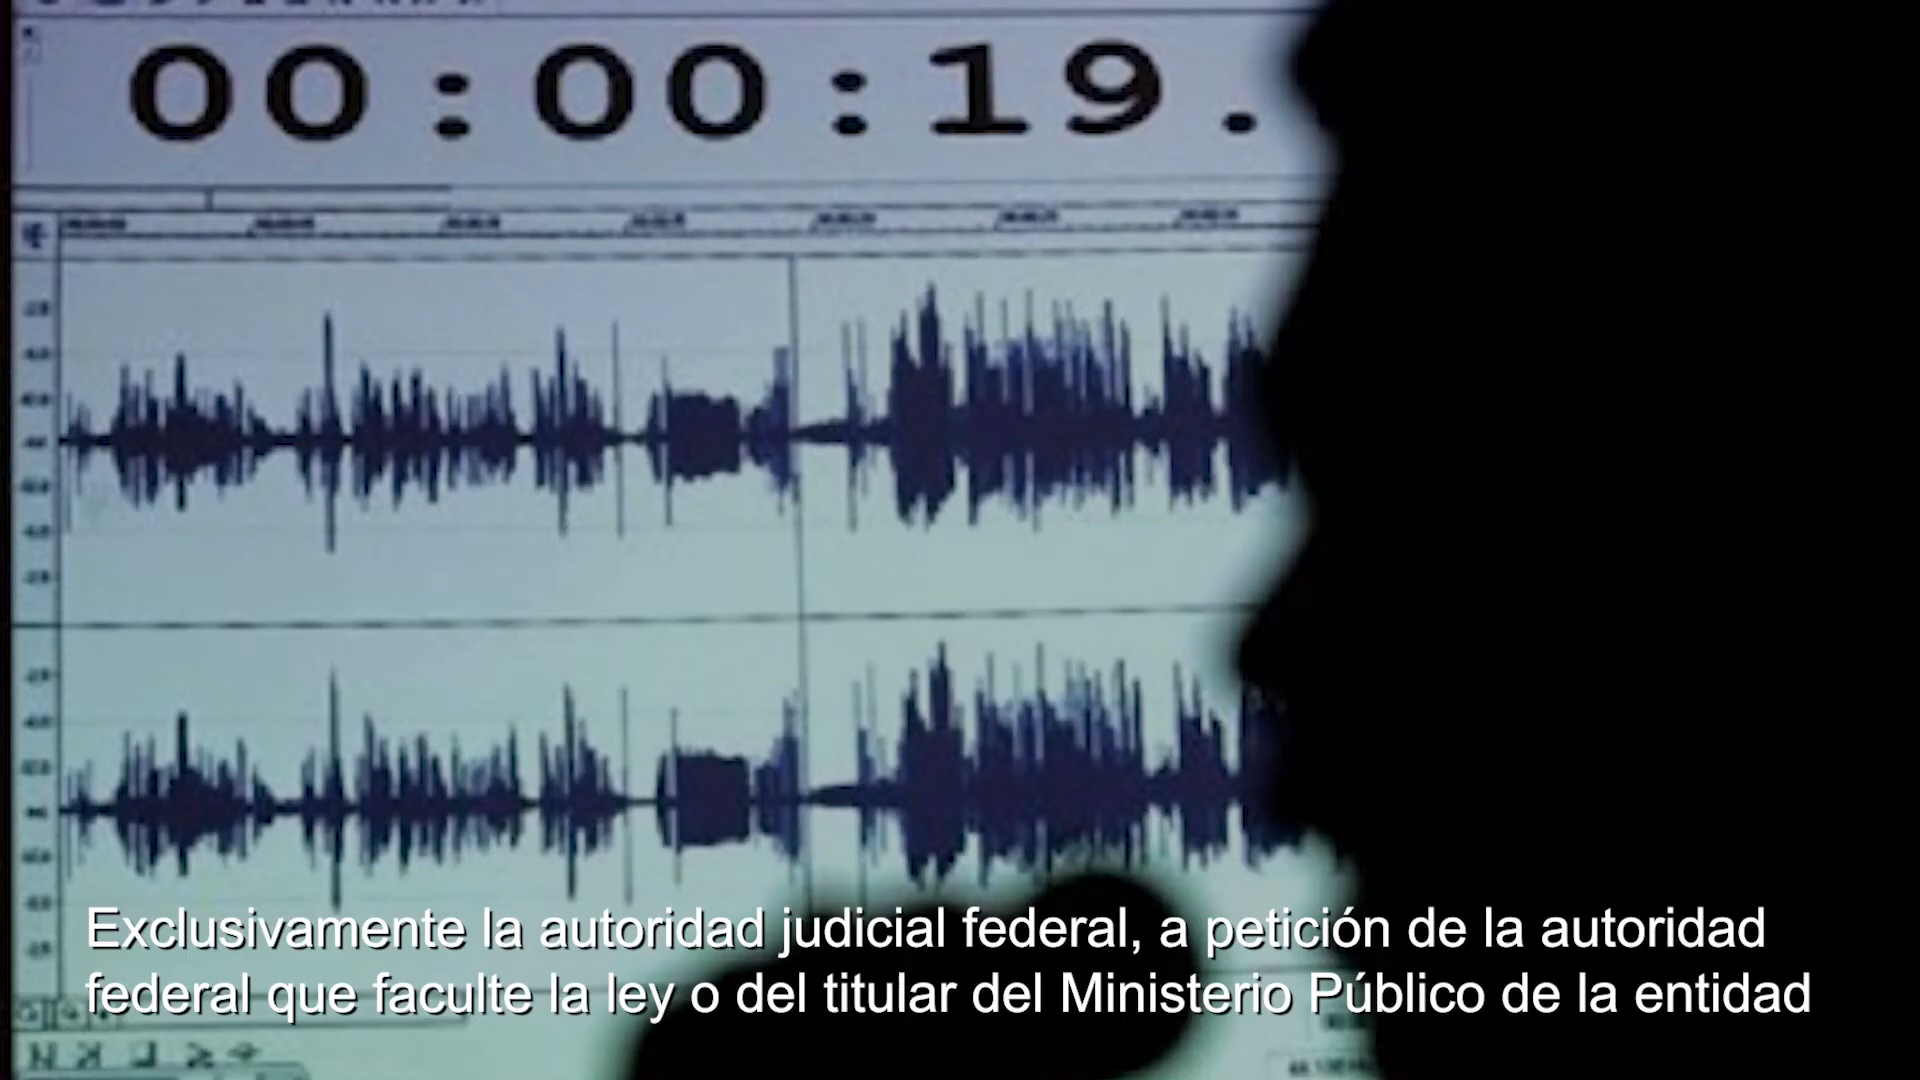 00:00:19.
Exclusivamente la autoridad judicial federal, a petición de la autoridad
federal que faculte la ley o del titular del Ministerio Público de la entidad